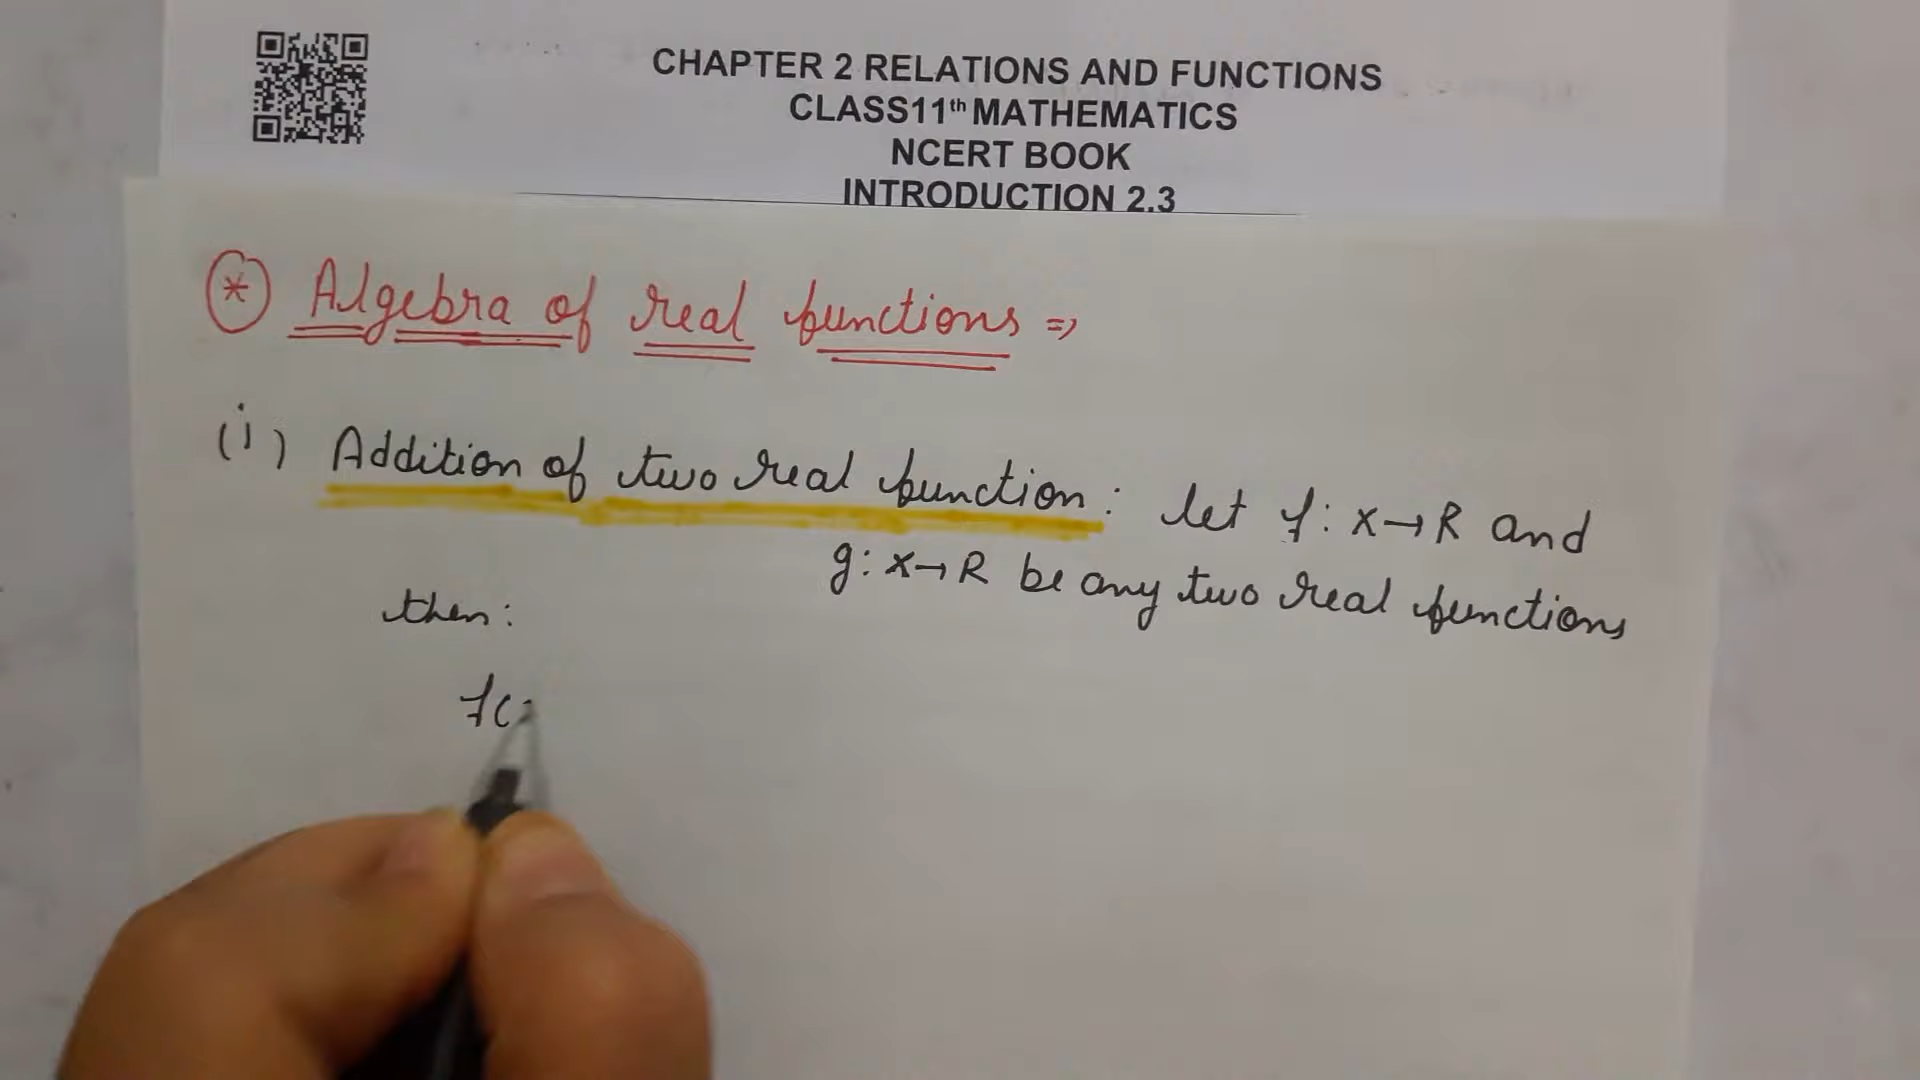 CHAPTER 2 RELATIONS AND FUNCTIONS
CLASS11th MATHEMATICS
NCERT BOOK
INTRODUCTION 2.3
* Algebra of real functions ⇒
(i) Addition of two real function: let f: X→R and
g: X→R be any two real functions
then:
f(